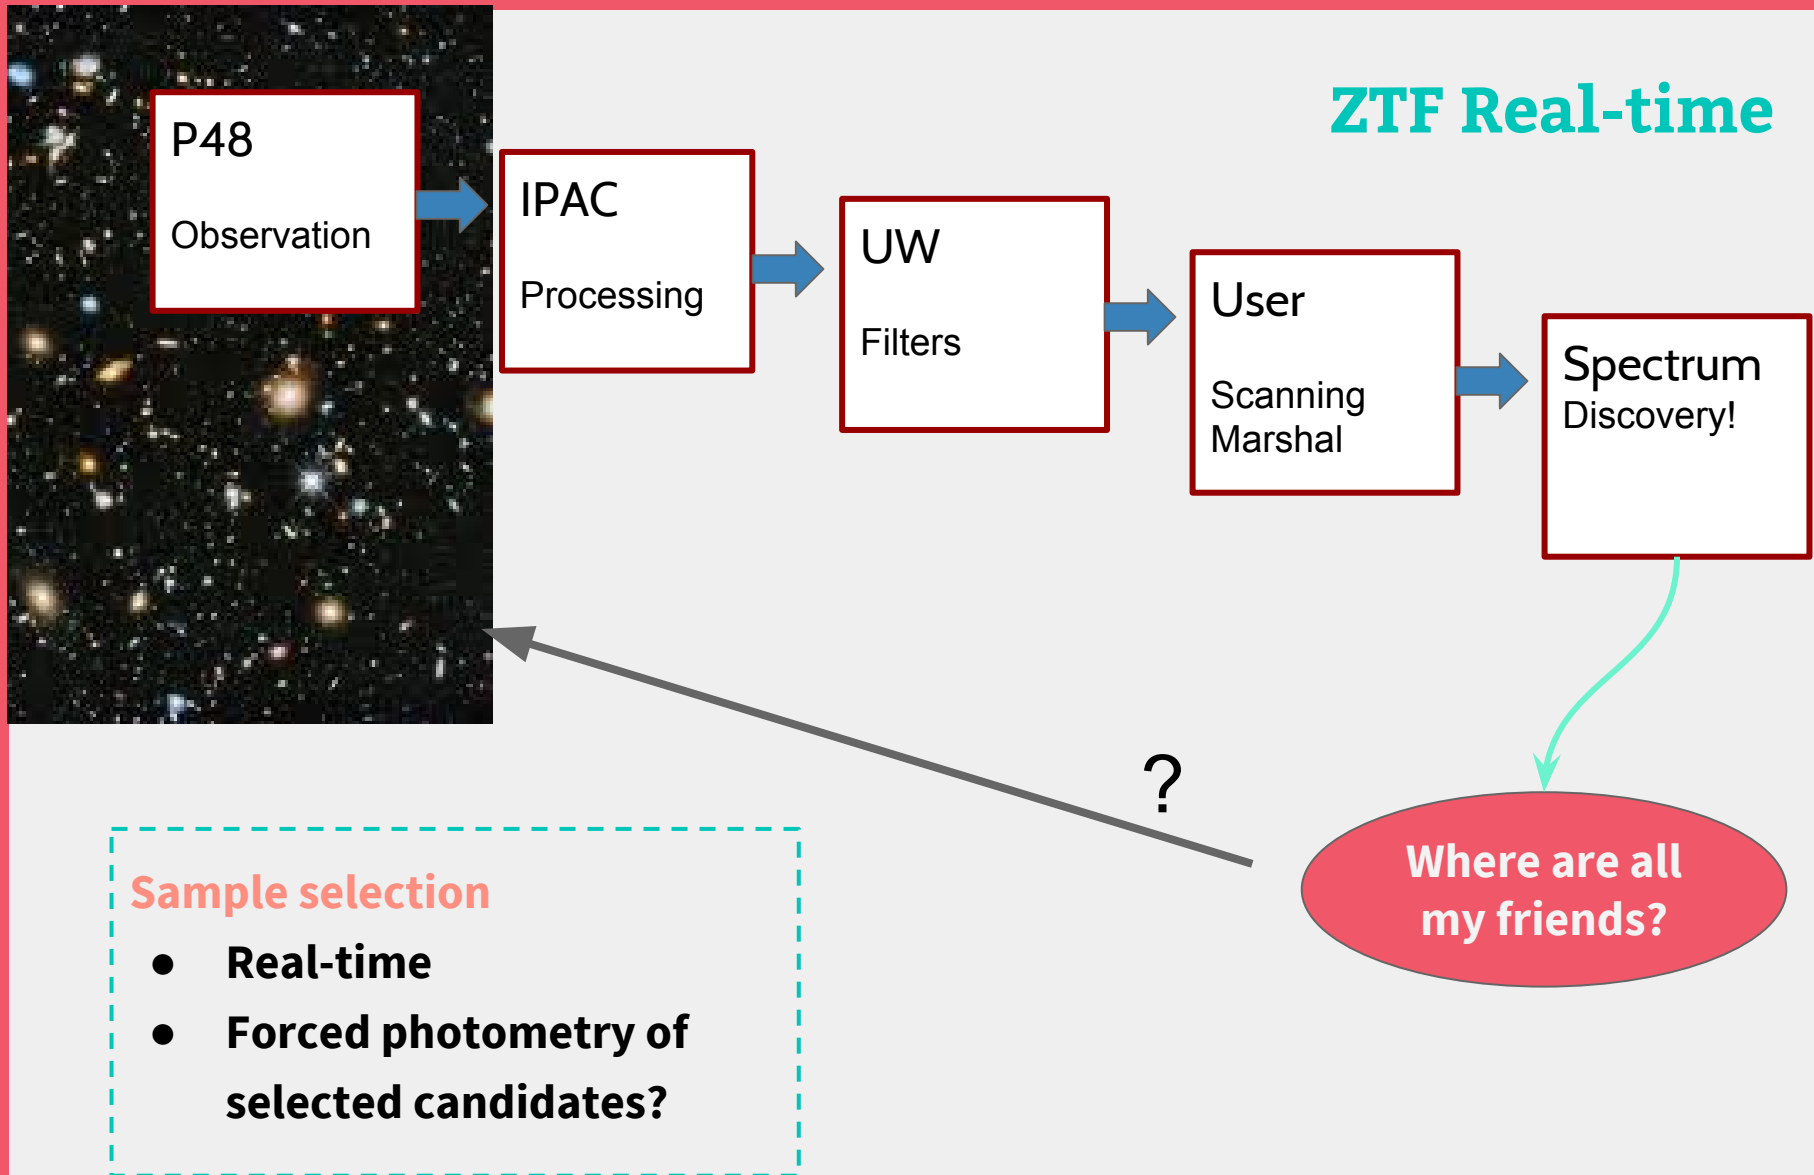 ZTF Real-time
P48
Observation
IPAC
Processing
UW
Filters
User
Scanning
Marshal
Spectrum
Discovery!
?
Where are all
my friends?
Sample selection
● Real-time
● Forced photometry of
selected candidates?